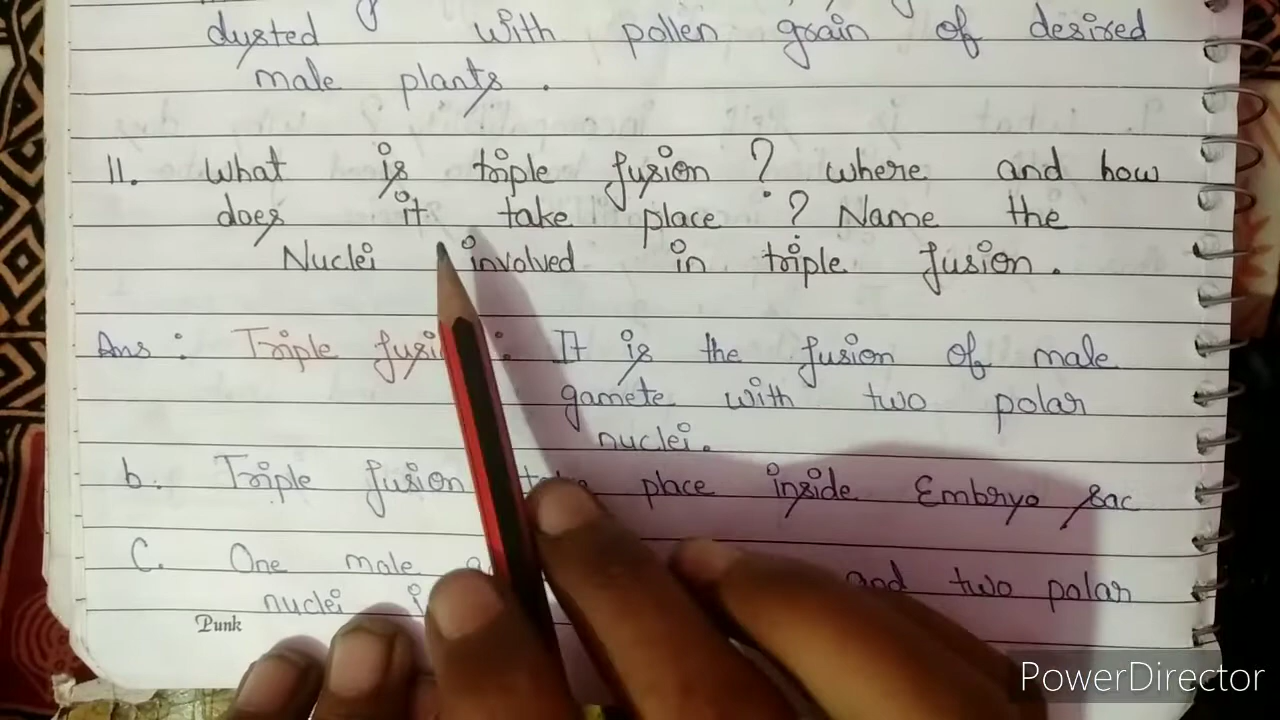 dusted with pollen grain of desired
male plants.
11. What is triple fusion? where and how
does it take place? Name the
Nuclei involved in triple fusion.
Ans: Triple : It is the fusion of male
gamete with two polar
nuclei.
b. Triple fusion place inside Embryo sac
C. One male and two polar
nuclei
Punk
PowerDirector